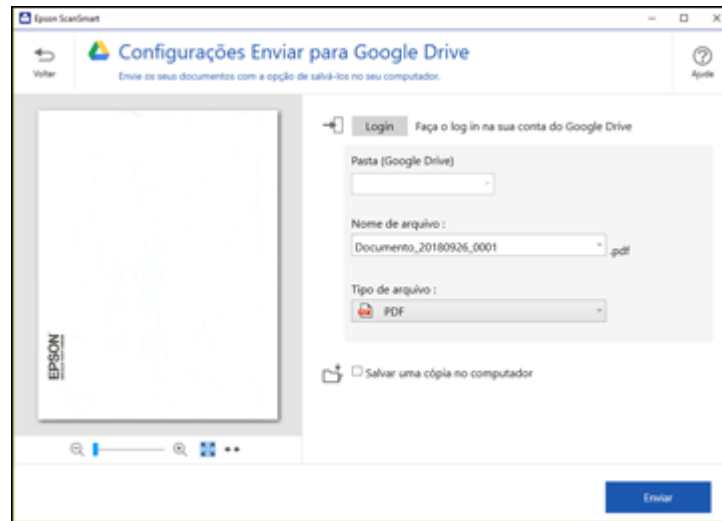 Epson ScanSmart
Voltar
Configurações Enviar para Google Drive
Envie os seus documentos com a opção de salvá-los no seu computador.
Ajuda
Login Faça o log in na sua conta do Google Drive
Pasta (Google Drive)
Nome de arquivo :
Documento_20180926_0001 .pdf
Tipo de arquivo :
PDF
EPSON
Salvar uma cópia no computador
Enviar